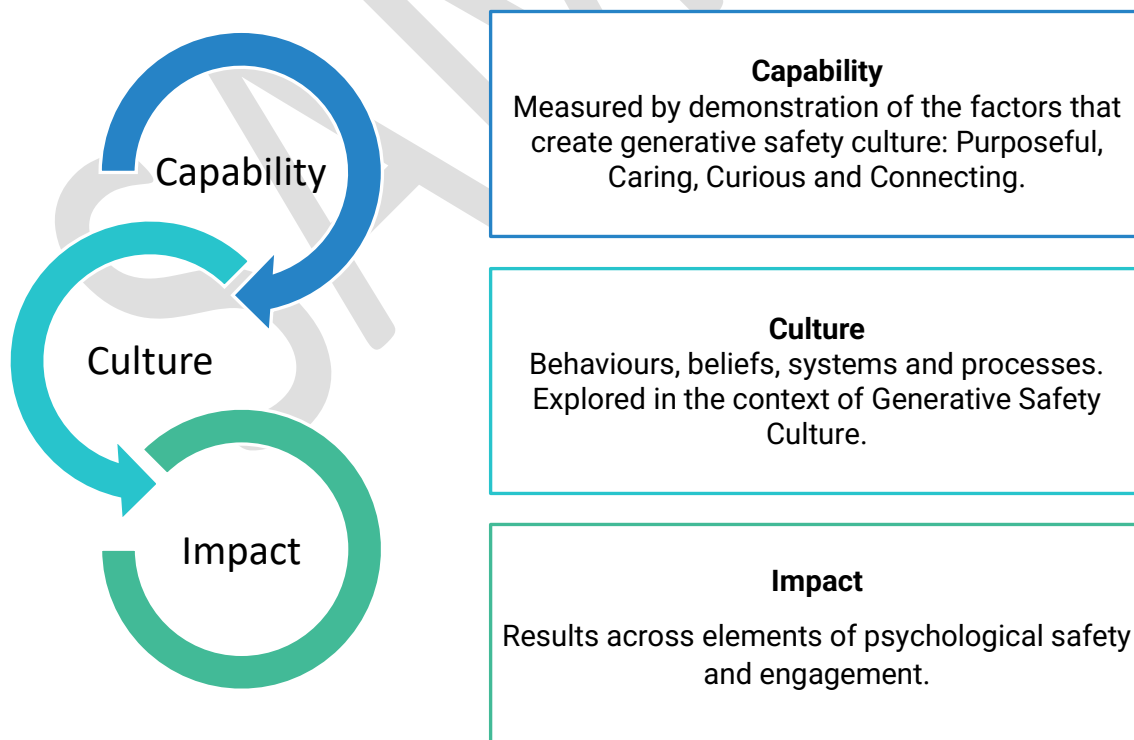 Capability
Culture
Impact
Capability
Measured by demonstration of the factors that
create generative safety culture: Purposeful,
Caring, Curious and Connecting.
Culture
Behaviours, beliefs, systems and processes.
Explored in the context of Generative Safety
Culture.
Impact
Results across elements of psychological safety
and engagement.